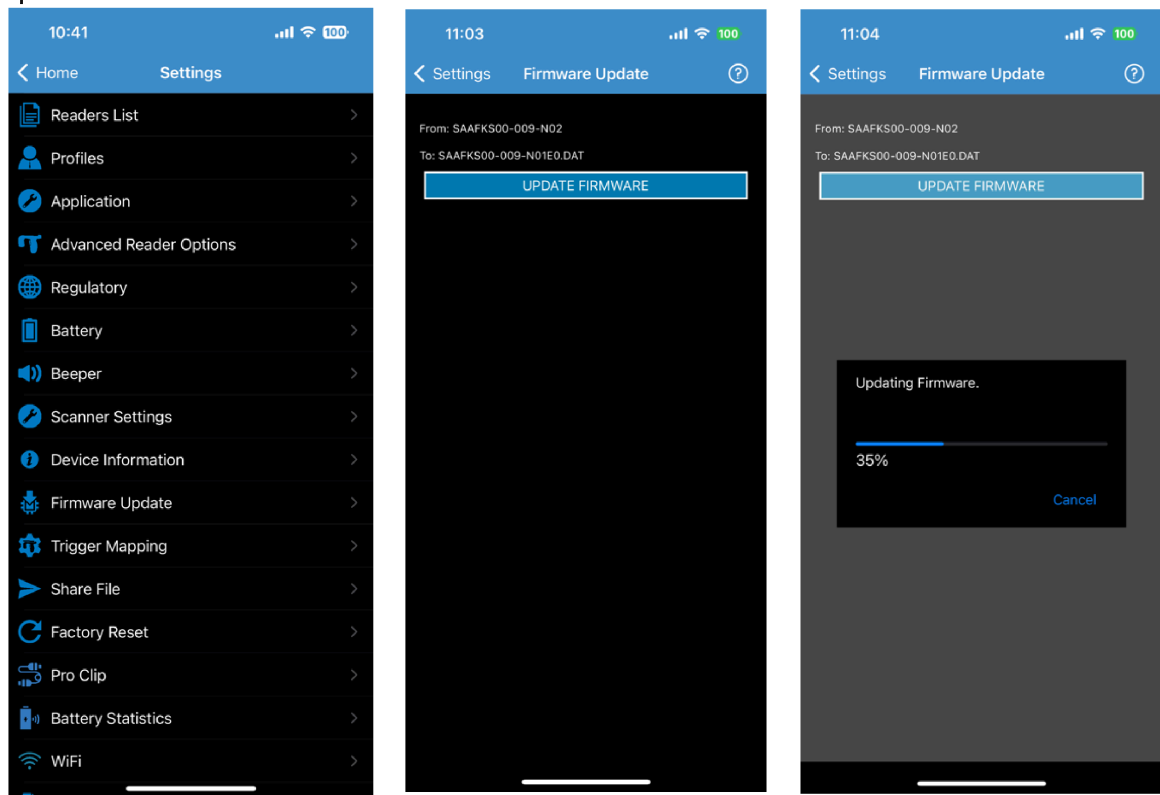 10:41
100
Home
Settings
Readers List
Profiles
Application
Advanced Reader Options
Regulatory
Battery
Beeper
Scanner Settings
Device Information
Firmware Update
Trigger Mapping
Share File
Factory Reset
Pro Clip
Battery Statistics
WiFi
11:03
100
Settings
Firmware Update
?
From: SAAFKS00-009-N02
To: SAAFKS00-009-N01E0.DAT
UPDATE FIRMWARE
11:04
100
Settings
Firmware Update
?
From: SAAFKS00-009-N02
To: SAAFKS00-009-N01E0.DAT
UPDATE FIRMWARE
Updating Firmware.
35%
Cancel